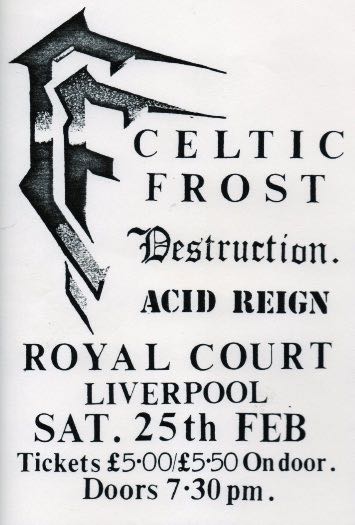 CELTIC
FROST
Destruction.
ACID REIGN
ROYAL COURT
LIVERPOOL
SAT. 25th FEB
Tickets £5·00/£5·50 On door.
Doors 7·30 pm.